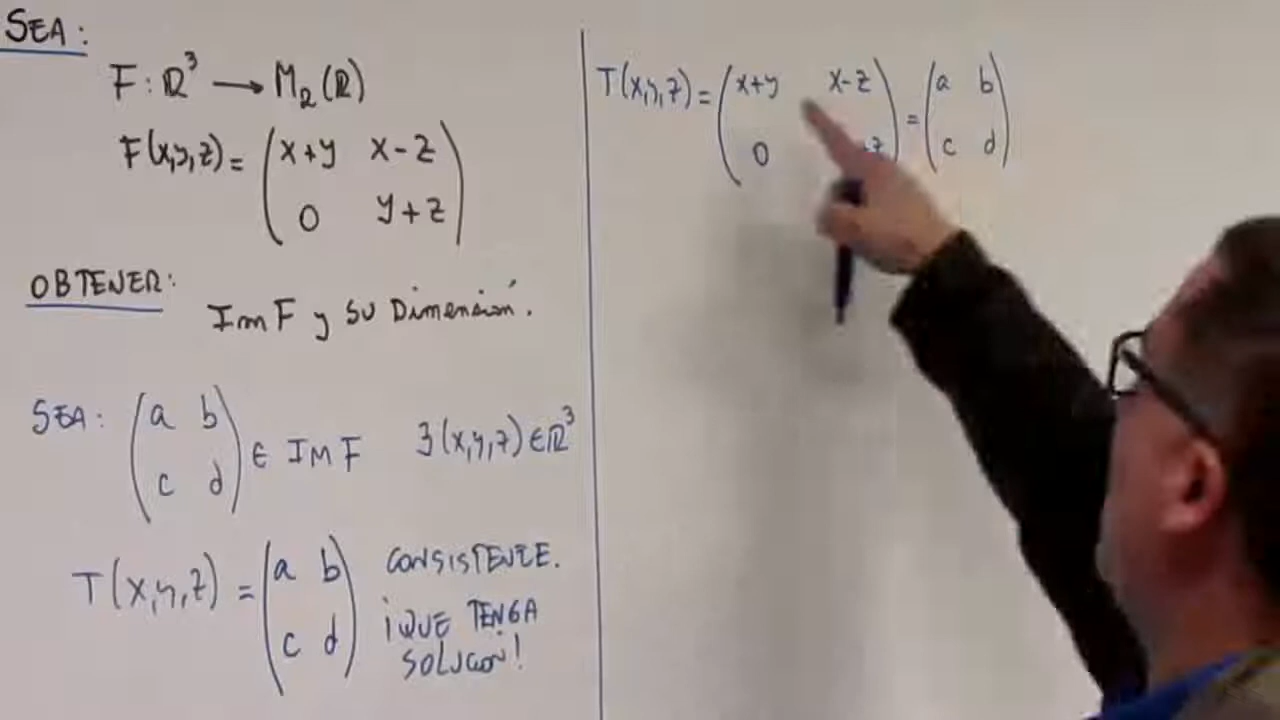 SEA:
F: ℝ³ → M₂(ℝ)
F(x,y,z) = (x+y x-z
0 y+z)
OBTENER:
ImF y su Dimensión.
SEA: (a b
c d) ∈ ImF ∃(x,y,z)∈ℝ³
T(x,y,z) = (a b
c d)
CONSISTENTE.
¡QUE TENGA
SOLUCIÓN!
T(x,y,z) = (x+y x-z
0 +z) = (a b
c d)